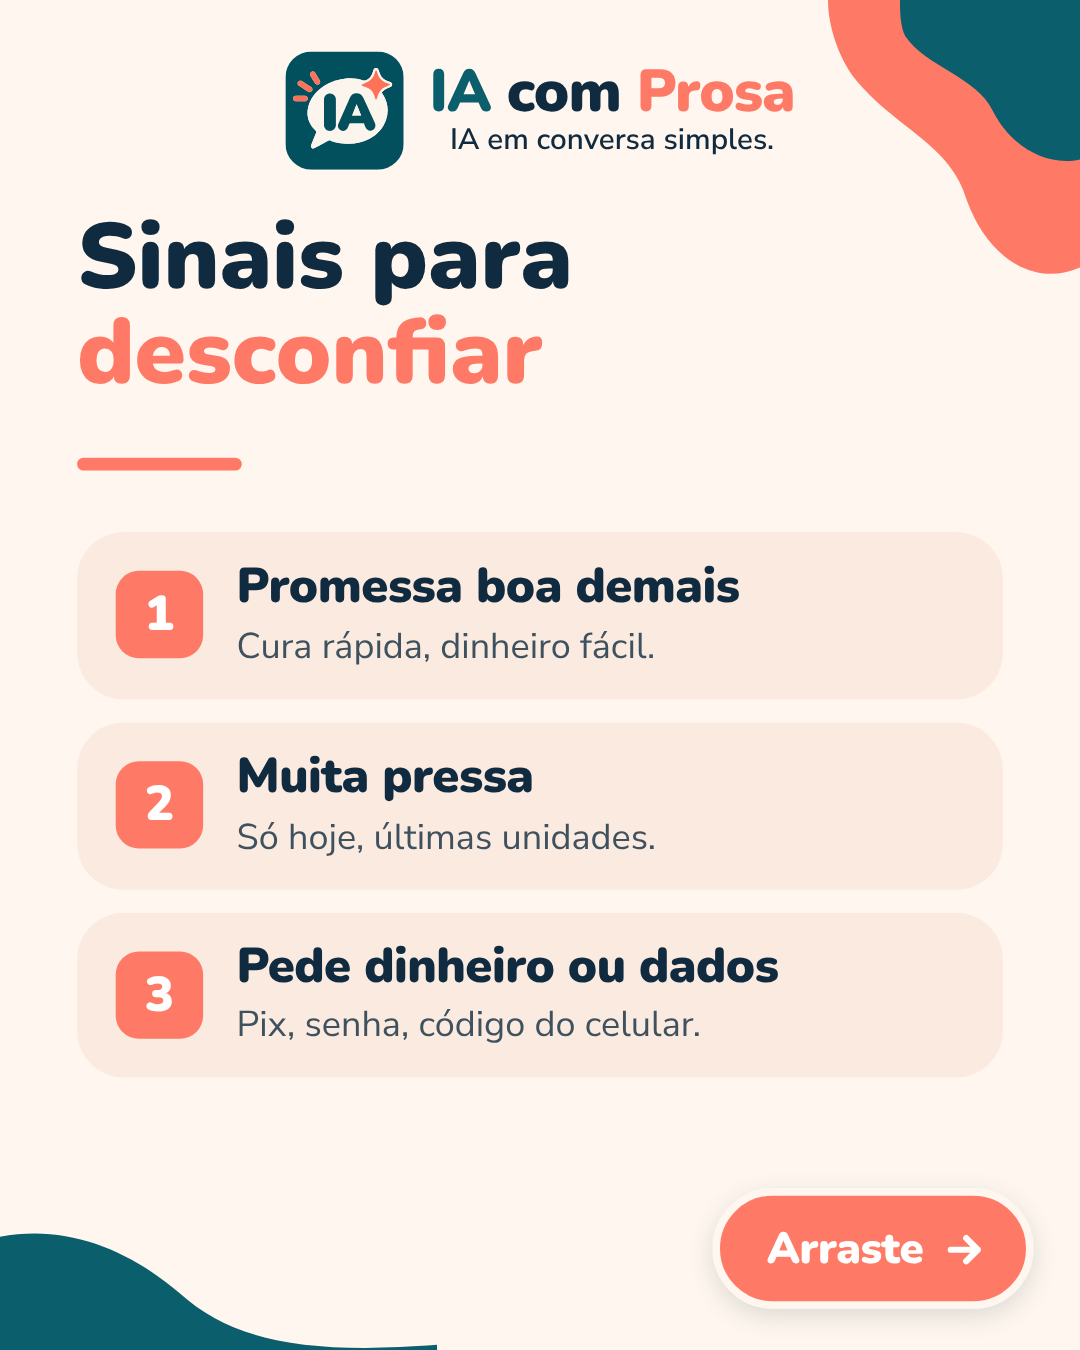 IA
IA com Prosa
IA em conversa simples.
Sinais para
desconfiar
1
Promessa boa demais
Cura rápida, dinheiro fácil.
2
Muita pressa
Só hoje, últimas unidades.
3
Pede dinheiro ou dados
Pix, senha, código do celular.
Arraste →